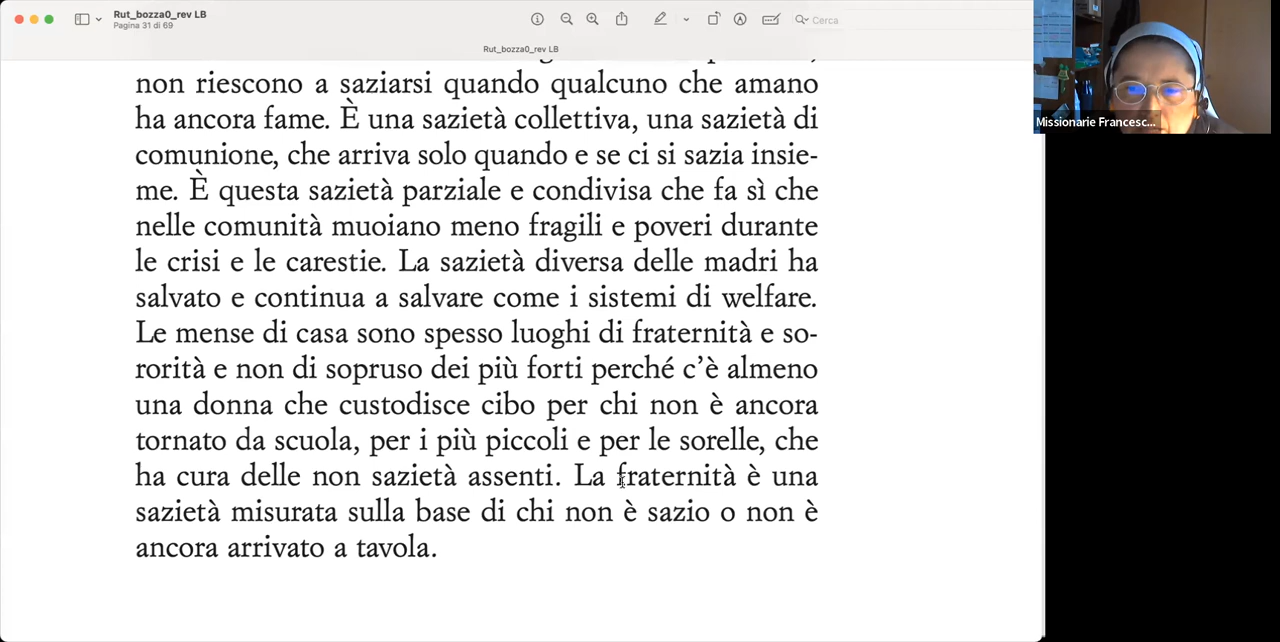 Rut_bozza0_rev LB
Pagina 31 di 69
Cerca
Rut_bozza0_rev LB
non riescono a saziarsi quando qualcuno che amano
ha ancora fame. È una sazietà collettiva, una sazietà di
comunione, che arriva solo quando e se ci si sazia insie-
me. È questa sazietà parziale e condivisa che fa sì che
nelle comunità muoiano meno fragili e poveri durante
le crisi e le carestie. La sazietà diversa delle madri ha
salvato e continua a salvare come i sistemi di welfare.
Le mense di casa sono spesso luoghi di fraternità e so-
rorità e non di sopruso dei più forti perché c’è almeno
una donna che custodisce cibo per chi non è ancora
tornato da scuola, per i più piccoli e per le sorelle, che
ha cura delle non sazietà assenti. La fraternità è una
sazietà misurata sulla base di chi non è sazio o non è
ancora arrivato a tavola.
Missionarie Francesc...